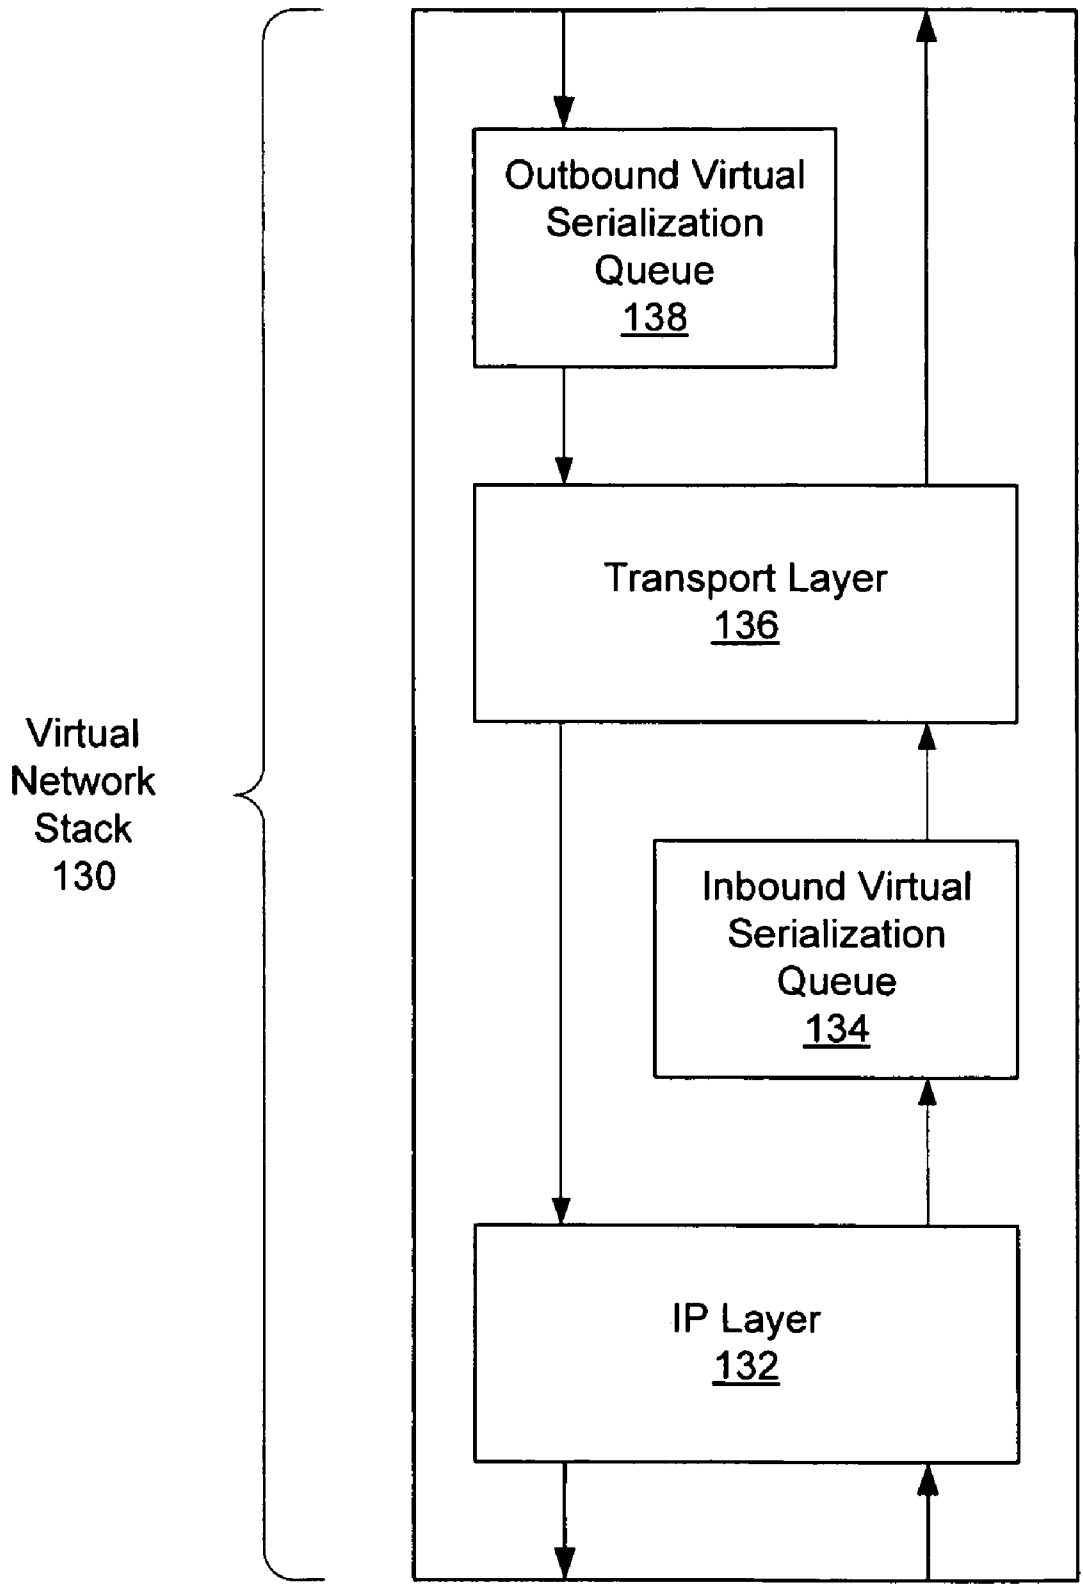 Outbound Virtual
Serialization
Queue
138
Transport Layer
136
Virtual
Network
Stack
130
Inbound Virtual
Serialization
Queue
134
IP Layer
132